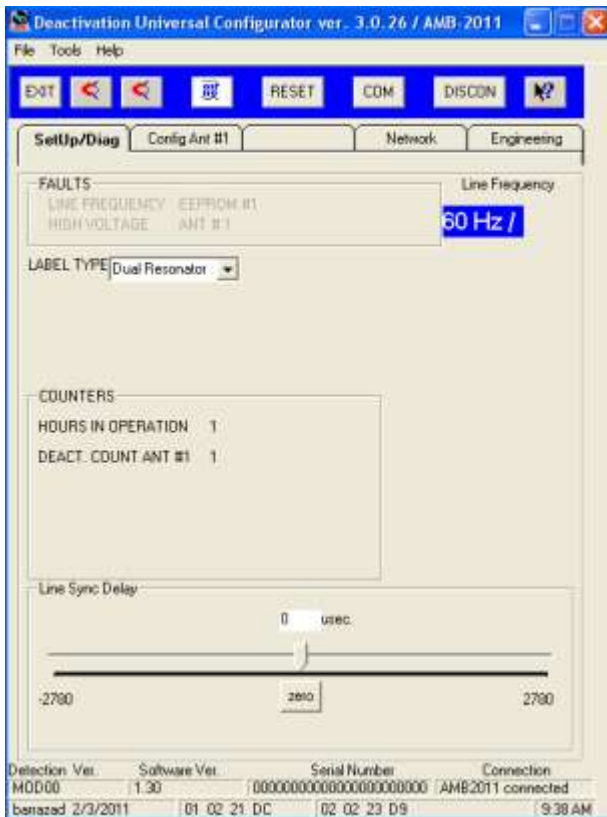 Deactivation Universal Configurator ver. 3.0.26 / AMB-2011
File Tools Help
EXIT RESET COM DISCON
SetUp/Diag Config Ant #1 Network Engineering
FAULTS Line Frequency
LINE FREQUENCY EEPROM #1
HIGH VOLTAGE ANT # 1
60 Hz /
LABEL TYPE Dual Resonator
COUNTERS
HOURS IN OPERATION 1
DEACT. COUNT ANT #1 1
Line Sync Delay
0 usec.
-2780 zero 2780
Detection Ver. Software Ver. Serial Number Connection
MOD00 1.30 AMB2011 connected
barrazad 2/3/2011 01 02 21 DC 02 02 23 D9 9:38 AM